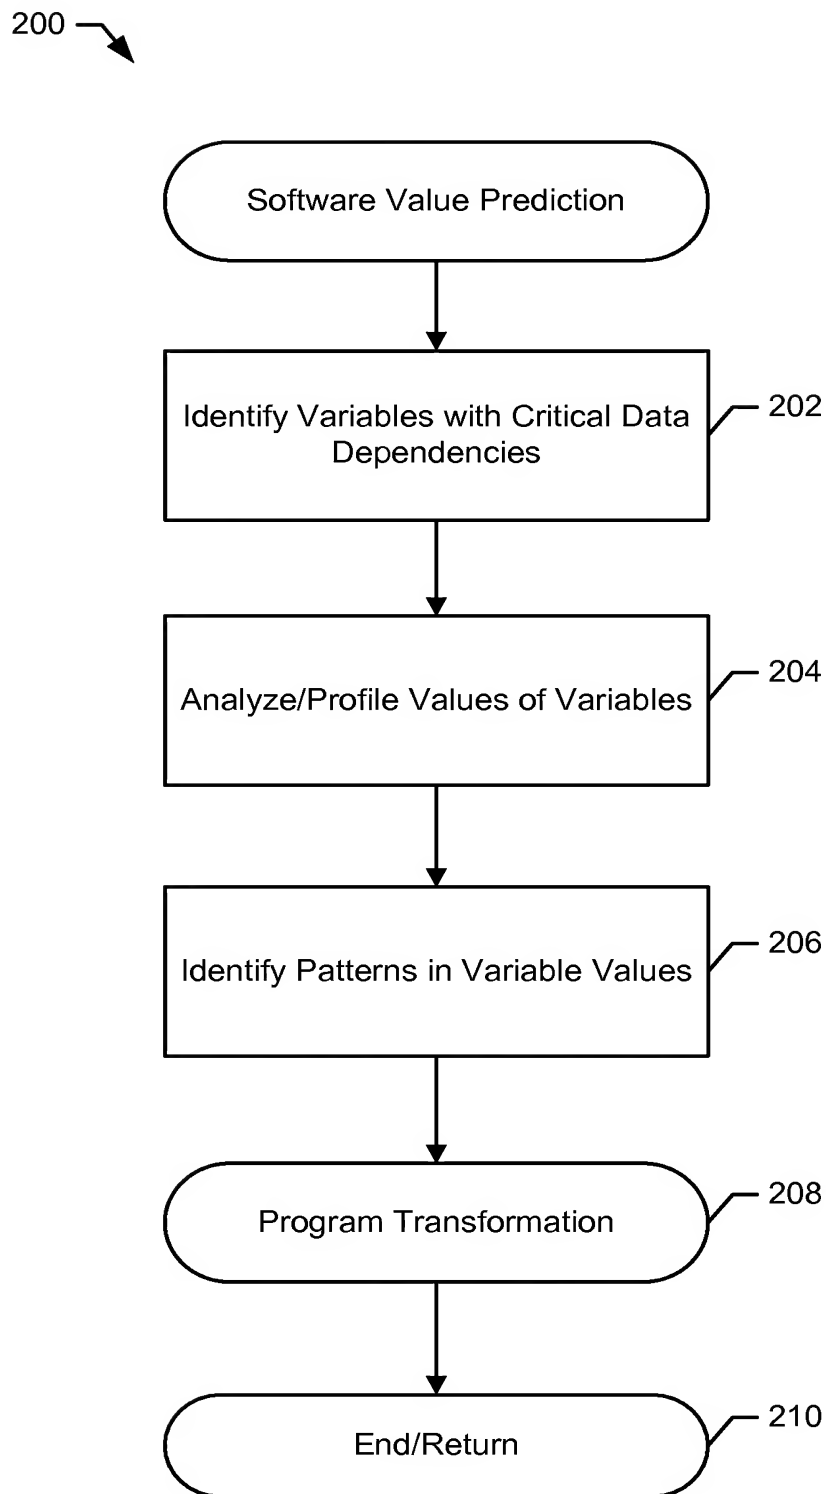 200
Software Value Prediction
Identify Variables with Critical Data
Dependencies
202
Analyze/Profile Values of Variables
204
Identify Patterns in Variable Values
206
Program Transformation
208
End/Return
210